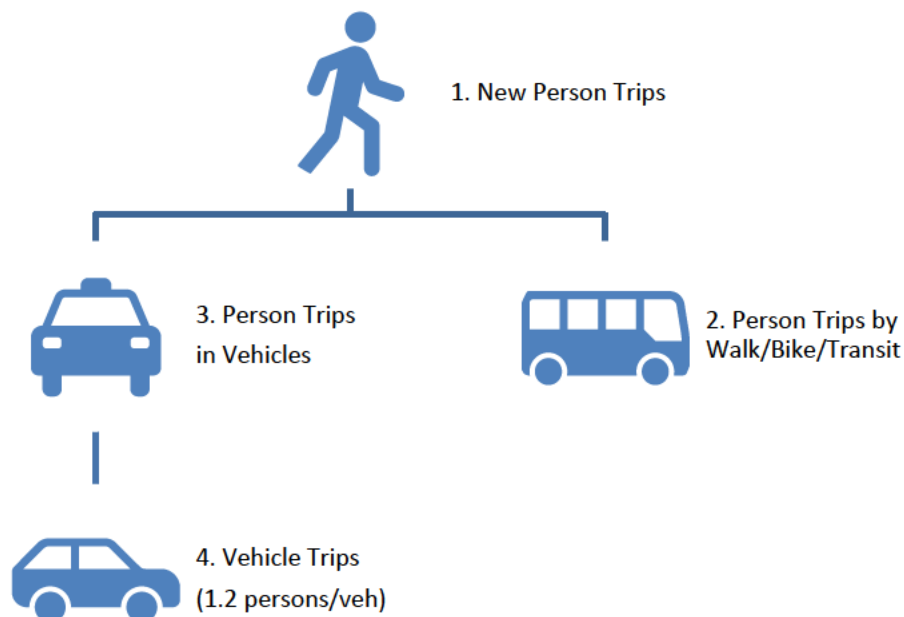 1. New Person Trips
3. Person Trips
in Vehicles
2. Person Trips by
Walk/Bike/Transit
4. Vehicle Trips
(1.2 persons/veh)